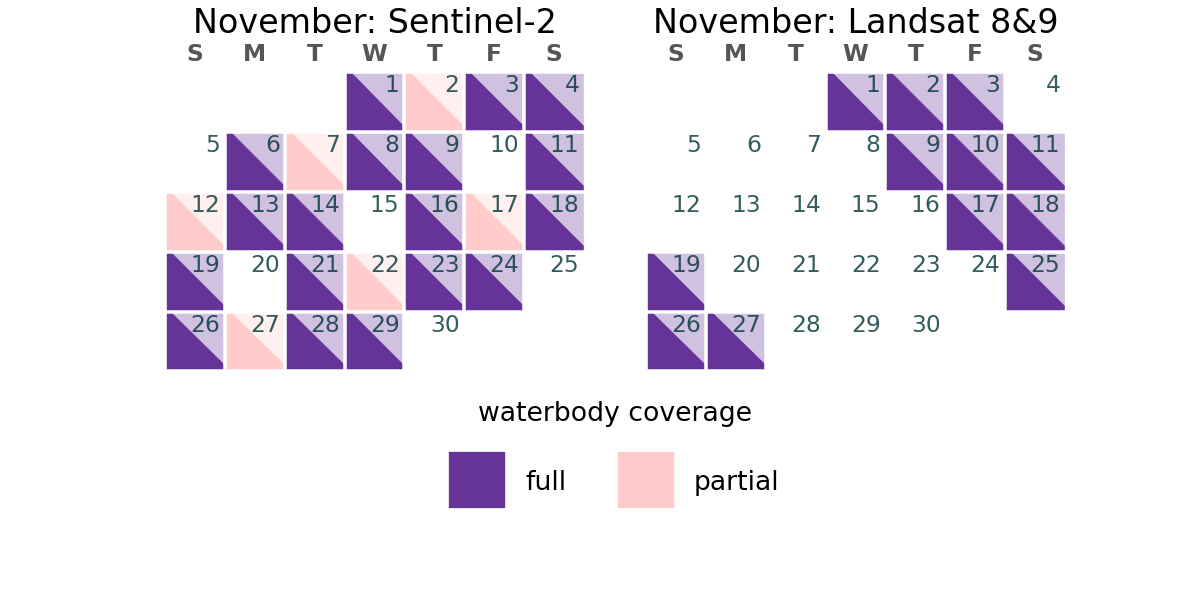 November: Sentinel-2
S M T W T F S
1 2 3 4
5 6 7 8 9 10 11
12 13 14 15 16 17 18
19 20 21 22 23 24 25
26 27 28 29 30
November: Landsat 8&9
S M T W T F S
1 2 3 4
5 6 7 8 9 10 11
12 13 14 15 16 17 18
19 20 21 22 23 24 25
26 27 28 29 30
waterbody coverage
full partial